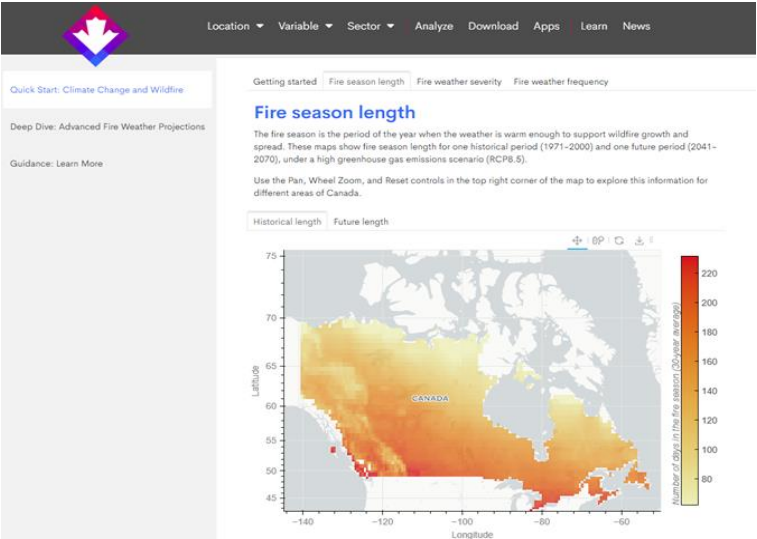 Location Variable Sector Analyze Download Apps Learn News
Quick Start: Climate Change and Wildfire
Deep Dive: Advanced Fire Weather Projections
Guidance: Learn More
Getting started Fire season length Fire weather severity Fire weather frequency
Fire season length
The fire season is the period of the year when the weather is warm enough to support wildfire growth and
spread. These maps show fire season length for one historical period (1971-2000) and one future period (2041-
2070), under a high greenhouse gas emissions scenario (RCP8.5).
Use the Pan, Wheel Zoom, and Reset controls in the top right corner of the map to explore this information for
different areas of Canada.
Historical length Future length
75
70
65
60
55
50
45
Latitude
CANADA
-140 -120 -100 -80 -60
Longitude
Number of days in the fire season (30-year average)
220
200
180
160
140
120
100
80